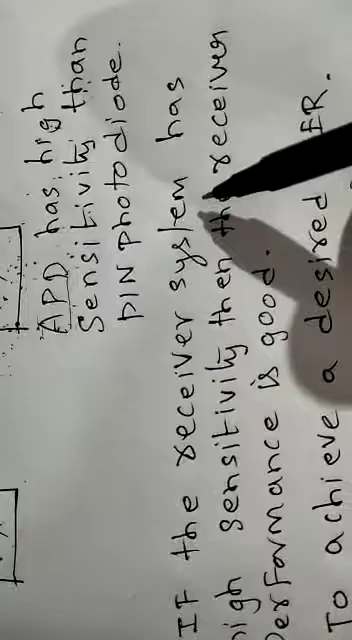 APD has high
Sensitivity than
PIN photodiode.
IF the receiver system has
high sensitivity then the receiver
performance is good.
To achieve a desired